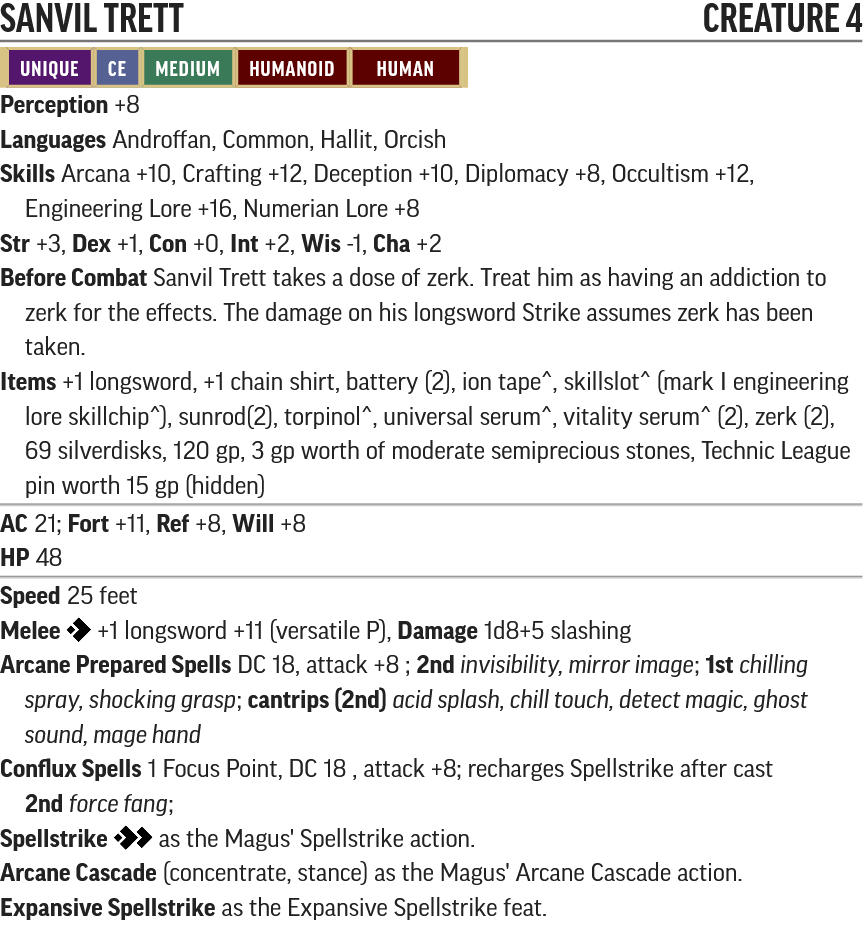 SANVIL TRETT CREATURE 4
UNIQUE CE MEDIUM HUMANOID HUMAN
Perception +8
Languages Androffan, Common, Hallit, Orcish
Skills Arcana +10, Crafting +12, Deception +10, Diplomacy +8, Occultism +12,
Engineering Lore +16, Numerian Lore +8
Str +3, Dex +1, Con +0, Int +2, Wis -1, Cha +2
Before Combat Sanvil Trett takes a dose of zerk. Treat him as having an addiction to
zerk for the effects. The damage on his longsword Strike assumes zerk has been
taken.
Items +1 longsword, +1 chain shirt, battery (2), ion tape^, skillslot^ (mark I engineering
lore skillchip^), sunrod(2), torpinol^, universal serum^, vitality serum^ (2), zerk (2),
69 silverdisks, 120 gp, 3 gp worth of moderate semiprecious stones, Technic League
pin worth 15 gp (hidden)
AC 21; Fort +11, Ref +8, Will +8
HP 48
Speed 25 feet
Melee +1 longsword +11 (versatile P), Damage 1d8+5 slashing
Arcane Prepared Spells DC 18, attack +8 ; 2nd invisibility, mirror image; 1st chilling
spray, shocking grasp; cantrips (2nd) acid splash, chill touch, detect magic, ghost
sound, mage hand
Conflux Spells 1 Focus Point, DC 18 , attack +8; recharges Spellstrike after cast
2nd force fang;
Spellstrike as the Magus' Spellstrike action.
Arcane Cascade (concentrate, stance) as the Magus' Arcane Cascade action.
Expansive Spellstrike as the Expansive Spellstrike feat.